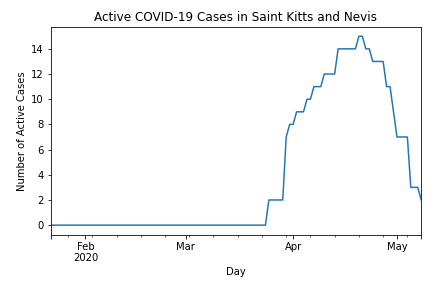 Active COVID-19 Cases in Saint Kitts and Nevis
Number of Active Cases
14
12
10
8
6
4
2
0
Feb
2020
Mar
Apr
May
Day